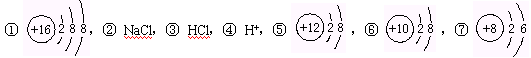 ① +16 2 8 8, ② NaCl, ③ HCl, ④ H⁺, ⑤ +12 2 8, ⑥ +10 2 8, ⑦ +8 2 6